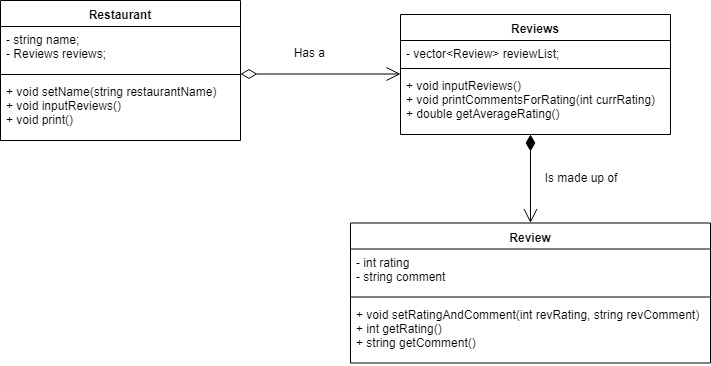 Restaurant
- string name;
- Reviews reviews;
+ void setName(string restaurantName)
+ void inputReviews()
+ void print()
Has a
Reviews
- vector<Review> reviewList;
+ void inputReviews()
+ void printCommentsForRating(int currRating)
+ double getAverageRating()
Is made up of
Review
- int rating
- string comment
+ void setRatingAndComment(int revRating, string revComment)
+ int getRating()
+ string getComment()